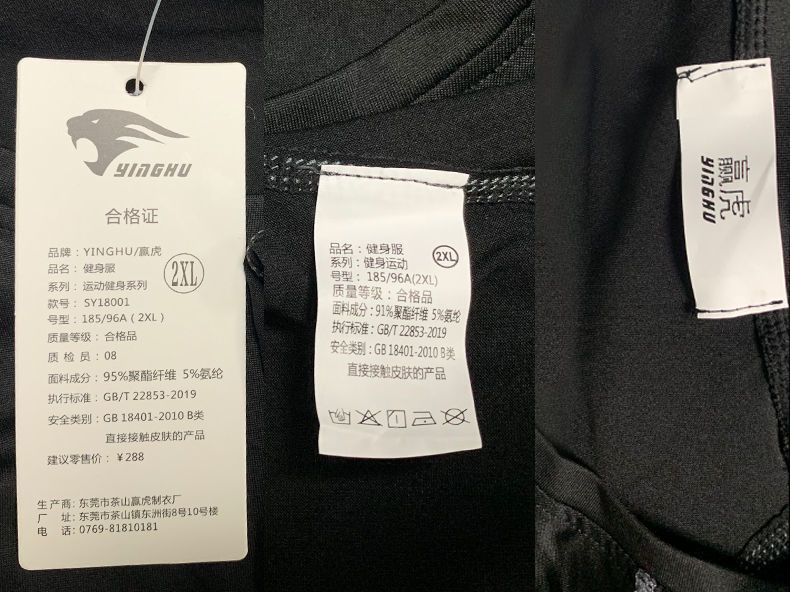 YINGHU
合格证
品牌：YINGHU/赢虎
品名：健身服
2XL
系列：运动健身系列
款号：SY18001
号型：185/96A（2XL）
质量等级：合格品
质 检 员：08
面料成分：95%聚酯纤维 5%氨纶
执行标准：GB/T 22853-2019
安全类别：GB 18401-2010 B类
直接接触皮肤的产品
建议零售价：￥288
生 产 商：东莞市茶山赢虎制衣厂
厂　 址：东莞市茶山镇东洲街8号10号楼
电　 话：0769-81810181
品名：健身服
2XL
系列：健身运动
号型：185/96A(2XL)
质量等级：合格品
面料成分：91%聚酯纤维 5%氨纶
执行标准：GB/T 22853-2019
安全类别：GB 18401-2010 B类
直接接触皮肤的产品
赢虎
YINGHU